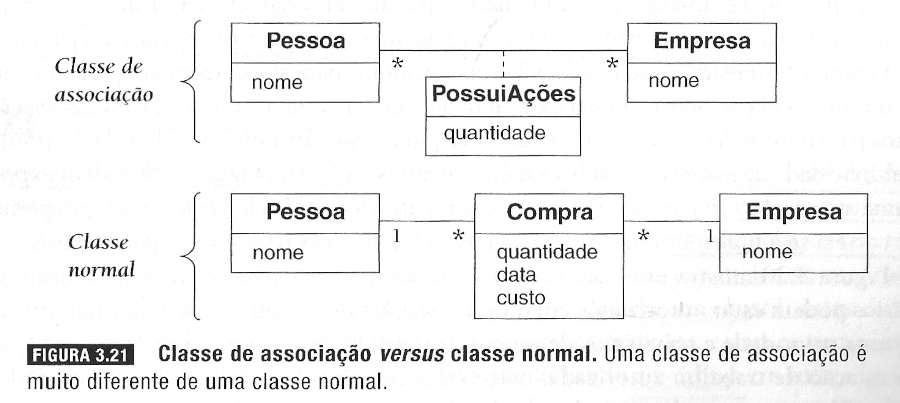 Classe de
associação
Pessoa
nome
*
*
Empresa
nome
PossuiAções
quantidade
Classe
normal
Pessoa
nome
1
*
Compra
quantidade
data
custo
*
1
Empresa
nome
FIGURA 3.21 Classe de associação versus classe normal. Uma classe de associação é
muito diferente de uma classe normal.